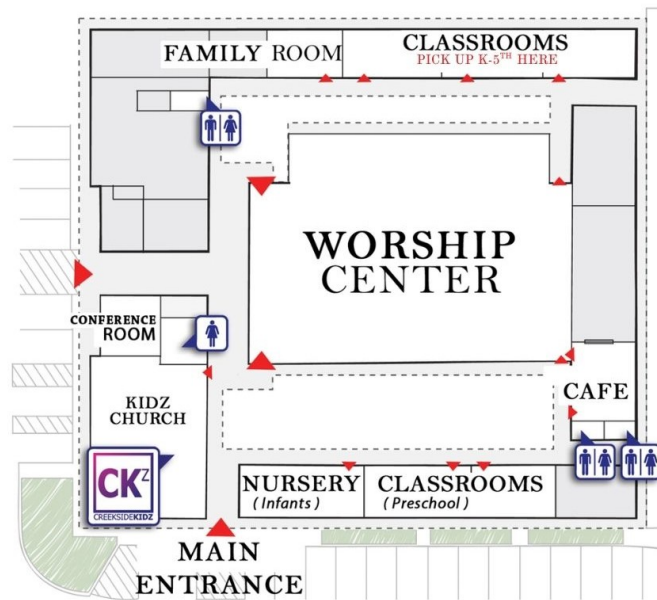 FAMILY ROOM
CLASSROOMS
PICK UP K-5TH HERE
WORSHIP
CENTER
CONFERENCE
ROOM
KIDZ
CHURCH
CAFE
CKZ
CREEKSIDEKIDZ
NURSERY
(Infants)
CLASSROOMS
(Preschool)
MAIN
ENTRANCE